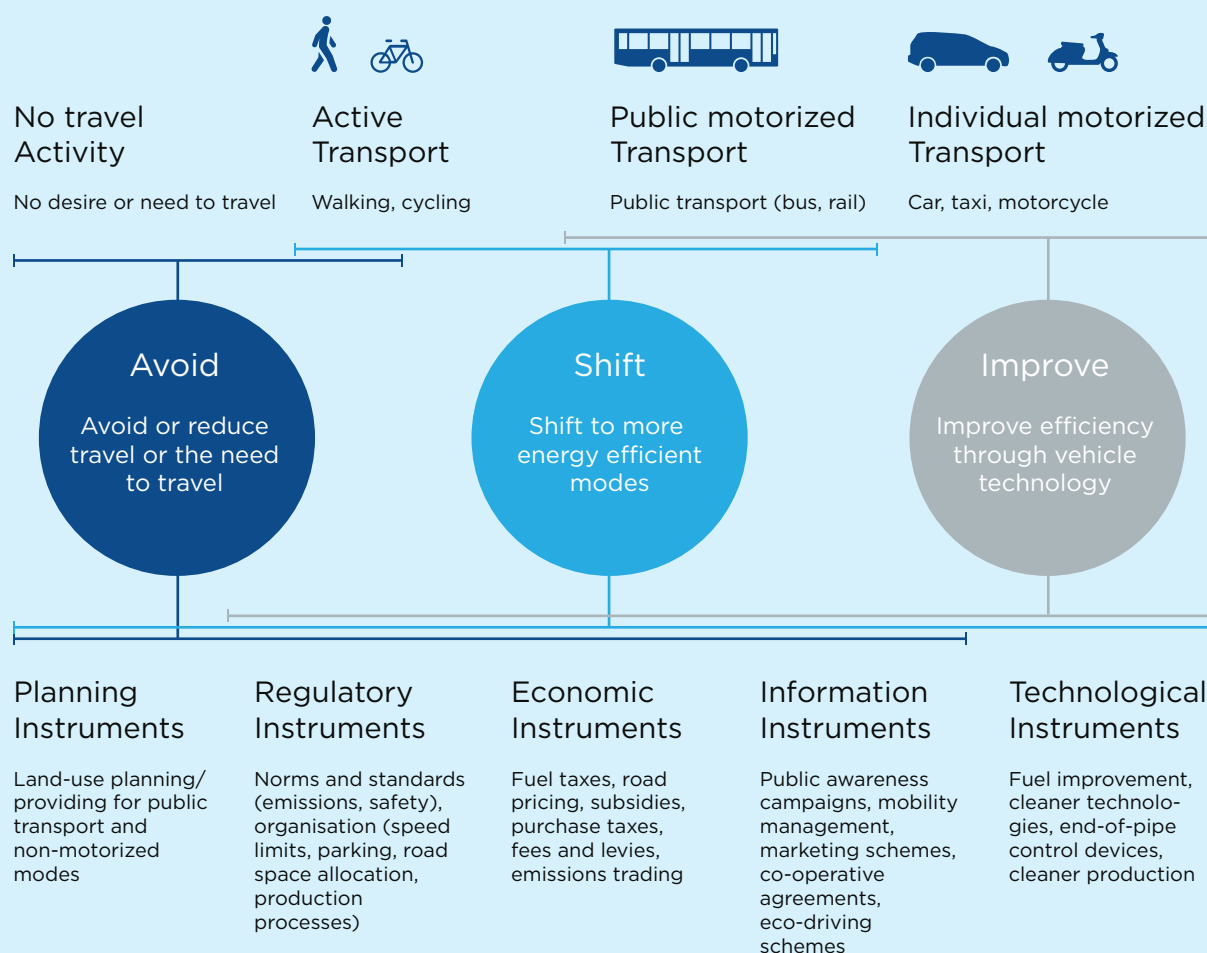 No travel
Activity
No desire or need to travel
Active
Transport
Walking, cycling
Public motorized
Transport
Public transport (bus, rail)
Individual motorized
Transport
Car, taxi, motorcycle
Avoid
Avoid or reduce
travel or the need
to travel
Shift
Shift to more
energy efficient
modes
Improve
Improve efficiency
through vehicle
technology
Planning
Instruments
Land-use planning/
providing for public
transport and
non-motorized
modes
Regulatory
Instruments
Norms and standards
(emissions, safety),
organisation (speed
limits, parking, road
space allocation,
production
processes)
Economic
Instruments
Fuel taxes, road
pricing, subsidies,
purchase taxes,
fees and levies,
emissions trading
Information
Instruments
Public awareness
campaigns, mobility
management,
marketing schemes,
co-operative
agreements,
eco-driving
schemes
Technological
Instruments
Fuel improvement,
cleaner technolo-
gies, end-of-pipe
control devices,
cleaner production